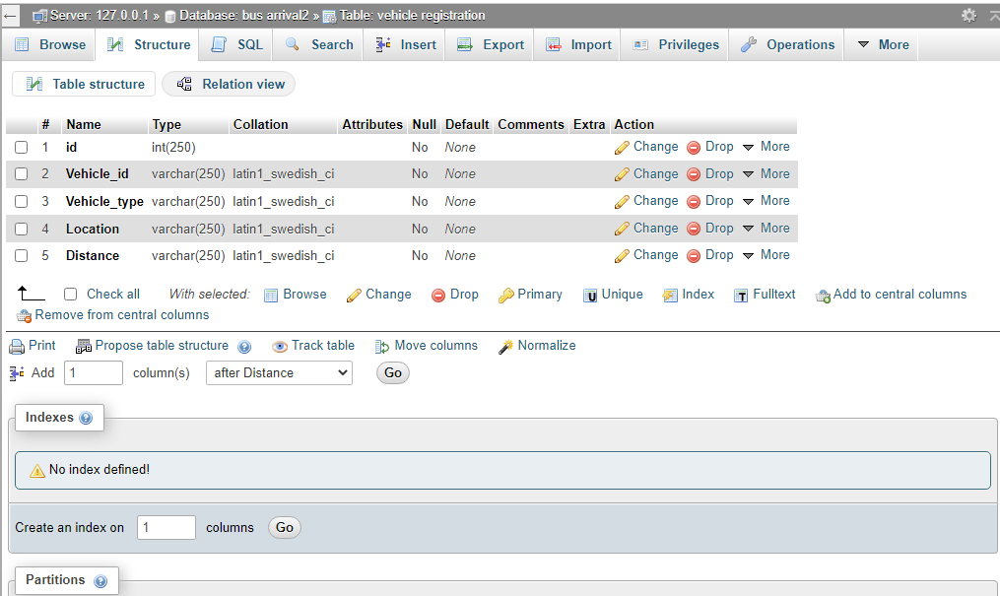 Server: 127.0.0.1 » Database: bus arrival2 » Table: vehicle registration
Browse Structure SQL Search Insert Export Import Privileges Operations More
Table structure Relation view
# Name Type Collation Attributes Null Default Comments Extra Action
1 id int(250) No None Change Drop More
2 Vehicle_id varchar(250) latin1_swedish_ci No None Change Drop More
3 Vehicle_type varchar(250) latin1_swedish_ci No None Change Drop More
4 Location varchar(250) latin1_swedish_ci No None Change Drop More
5 Distance varchar(250) latin1_swedish_ci No None Change Drop More
Check all With selected: Browse Change Drop Primary Unique Index Fulltext Add to central columns
Remove from central columns
Print Propose table structure Track table Move columns Normalize
Add 1 column(s) after Distance Go
Indexes
No index defined!
Create an index on 1 columns Go
Partitions